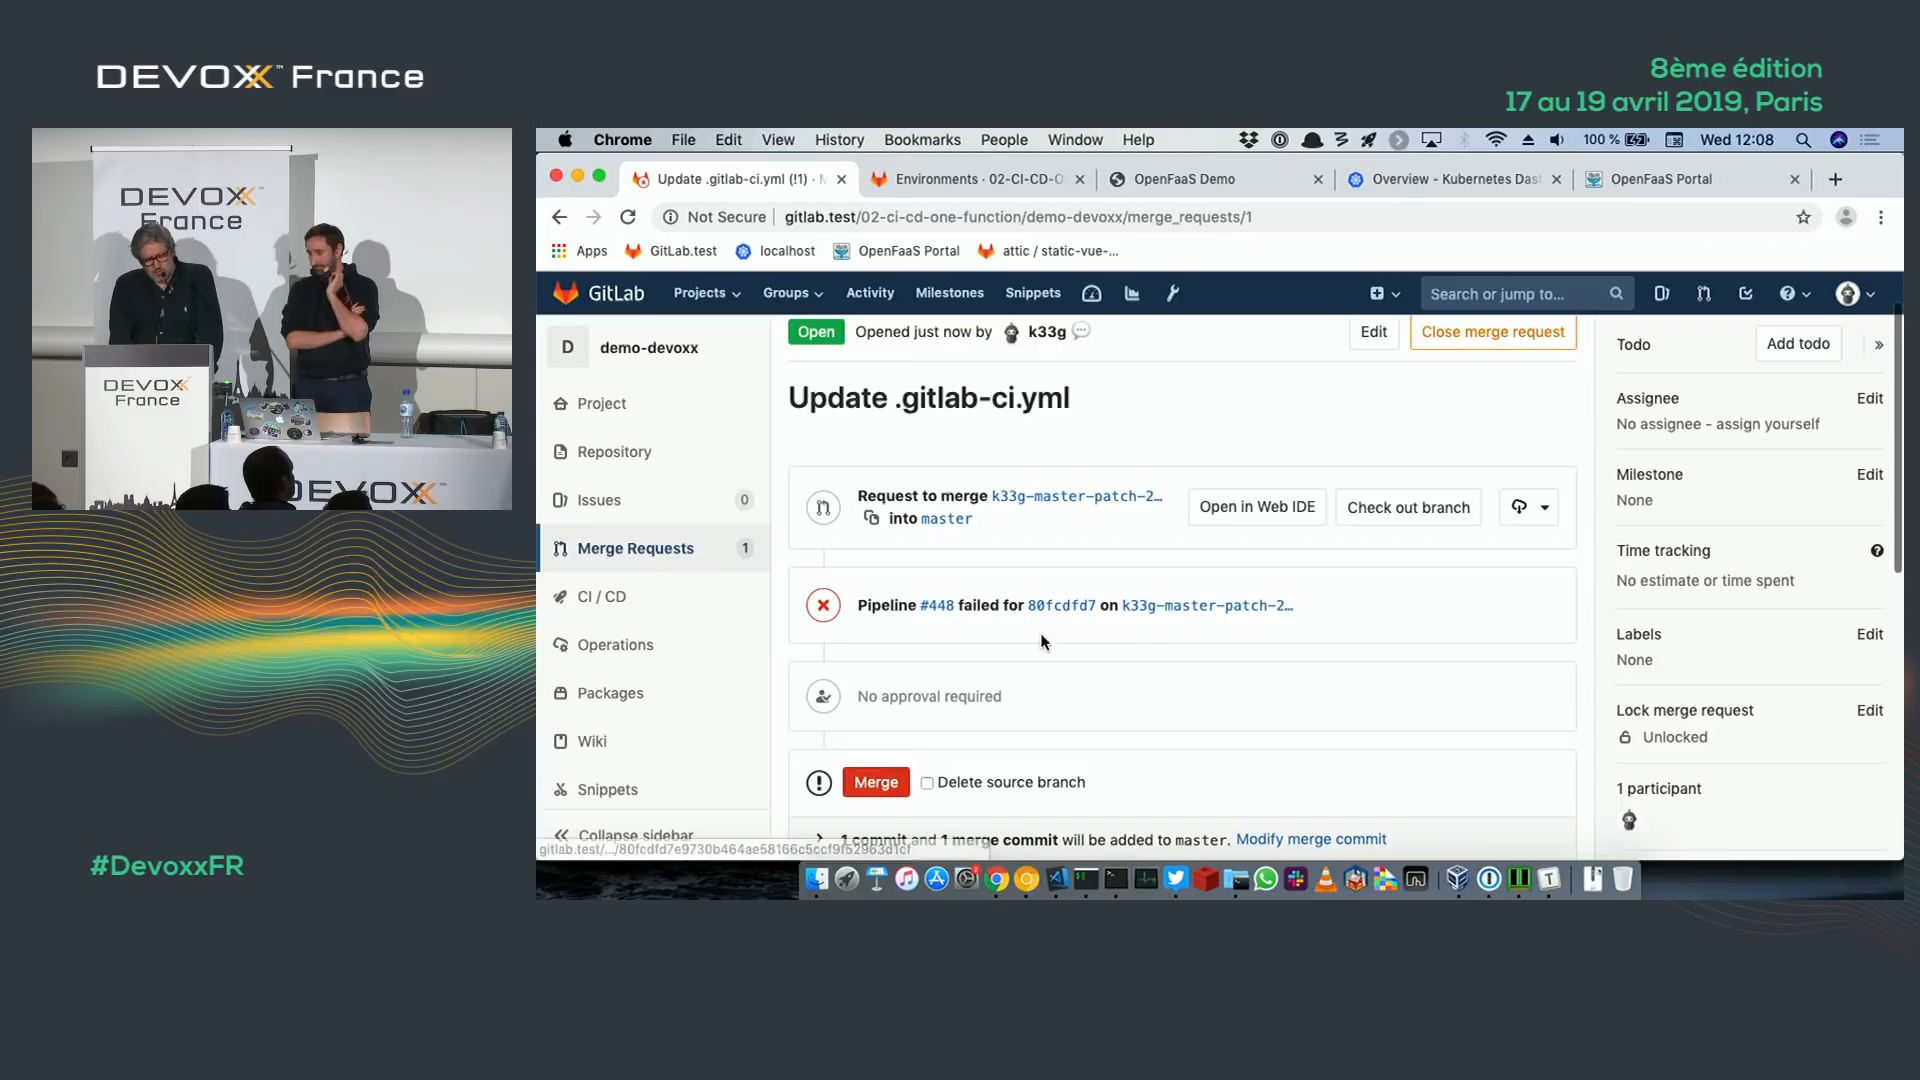 DEVOXX™ France
8ème édition
17 au 19 avril 2019, Paris
DEVOXX™
France
DEVOXX
France
DEVOXX™
Chrome File Edit View History Bookmarks People Window Help
100 % Wed 12:08
Update .gitlab-ci.yml (!1) · M
Environments · 02-CI-CD-O
OpenFaaS Demo
Overview - Kubernetes Das
OpenFaaS Portal
Not Secure gitlab.test/02-ci-cd-one-function/demo-devoxx/merge_requests/1
Apps GitLab.test localhost OpenFaaS Portal attic / static-vue-...
GitLab Projects Groups Activity Milestones Snippets Search or jump to...
D demo-devoxx
Project
Repository
Issues 0
Merge Requests 1
CI / CD
Operations
Packages
Wiki
Snippets
Collapse sidebar
Open Opened just now by k33g Edit Close merge request
Update .gitlab-ci.yml
Request to merge k33g-master-patch-2…
into master
Open in Web IDE Check out branch
Pipeline #448 failed for 80fcdfd7 on k33g-master-patch-2…
No approval required
Merge Delete source branch
1 commit and 1 merge commit will be added to master. Modify merge commit
Todo Add todo
Assignee Edit
No assignee - assign yourself
Milestone Edit
None
Time tracking
No estimate or time spent
Labels Edit
None
Lock merge request Edit
Unlocked
1 participant
#DevoxxFR